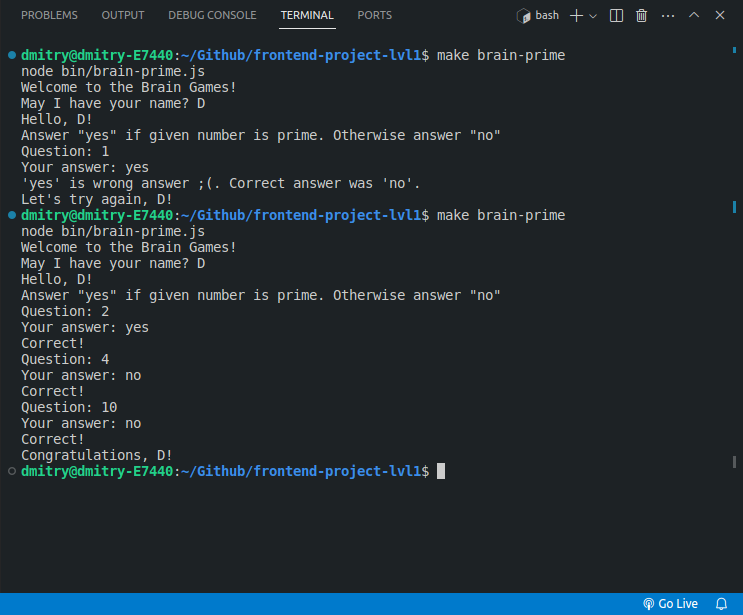 PROBLEMS OUTPUT DEBUG CONSOLE TERMINAL PORTS bash
dmitry@dmitry-E7440:~/Github/frontend-project-lvl1$ make brain-prime
node bin/brain-prime.js
Welcome to the Brain Games!
May I have your name? D
Hello, D!
Answer "yes" if given number is prime. Otherwise answer "no"
Question: 1
Your answer: yes
'yes' is wrong answer ;(. Correct answer was 'no'.
Let's try again, D!
dmitry@dmitry-E7440:~/Github/frontend-project-lvl1$ make brain-prime
node bin/brain-prime.js
Welcome to the Brain Games!
May I have your name? D
Hello, D!
Answer "yes" if given number is prime. Otherwise answer "no"
Question: 2
Your answer: yes
Correct!
Question: 4
Your answer: no
Correct!
Question: 10
Your answer: no
Correct!
Congratulations, D!
dmitry@dmitry-E7440:~/Github/frontend-project-lvl1$
Go Live